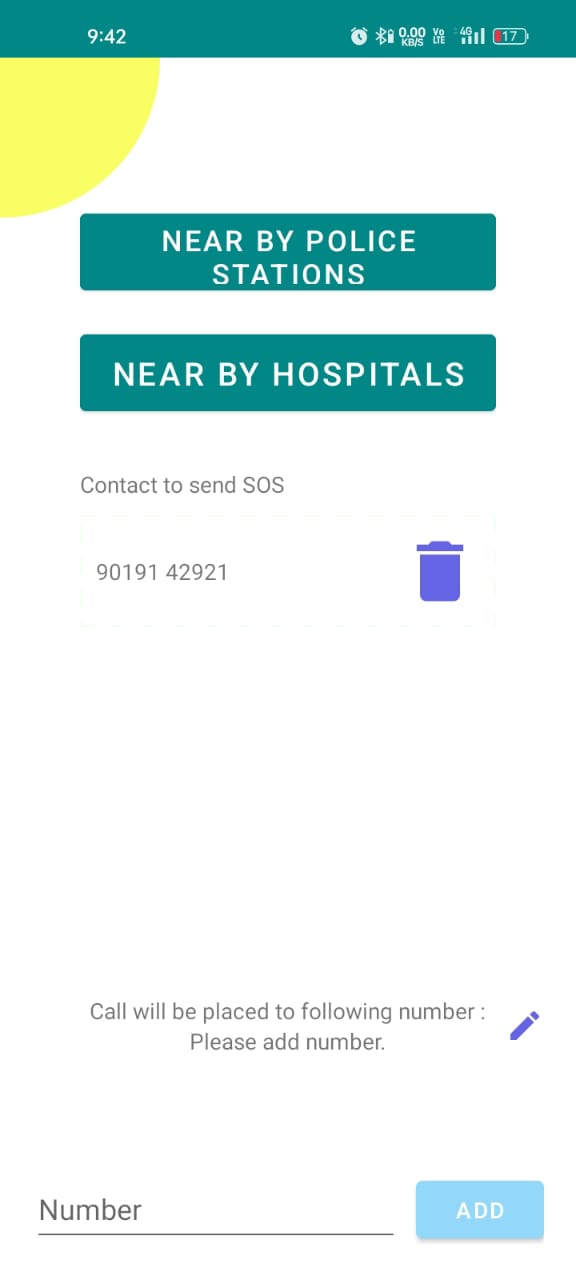 9:42
0.00
KB/S
Vo
LTE
4G
17
NEAR BY POLICE
STATIONS
NEAR BY HOSPITALS
Contact to send SOS
90191 42921
Call will be placed to following number :
Please add number.
Number
ADD